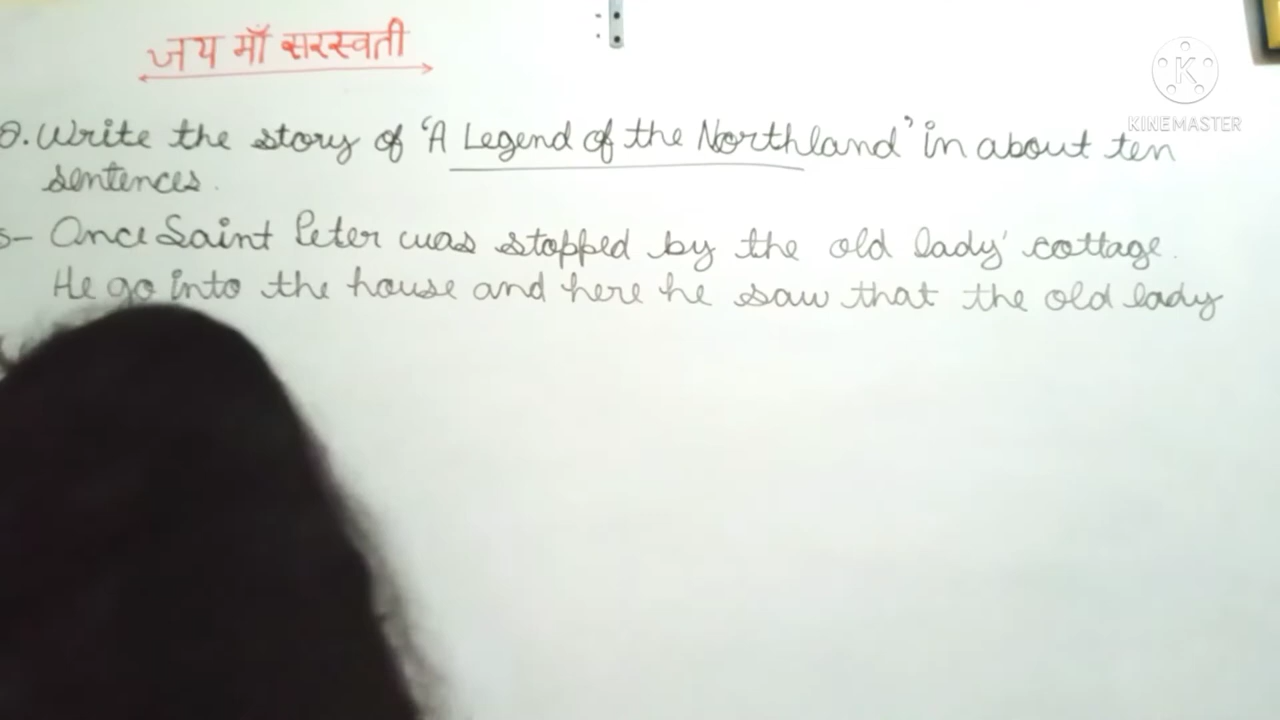 जय माँ सरस्वती
K
KINEMASTER
Q. Write the story of 'A Legend of the Northland' in about ten
sentences.
s- Once Saint Peter was stopped by the old lady' cottage.
He go into the house and here he saw that the old lady